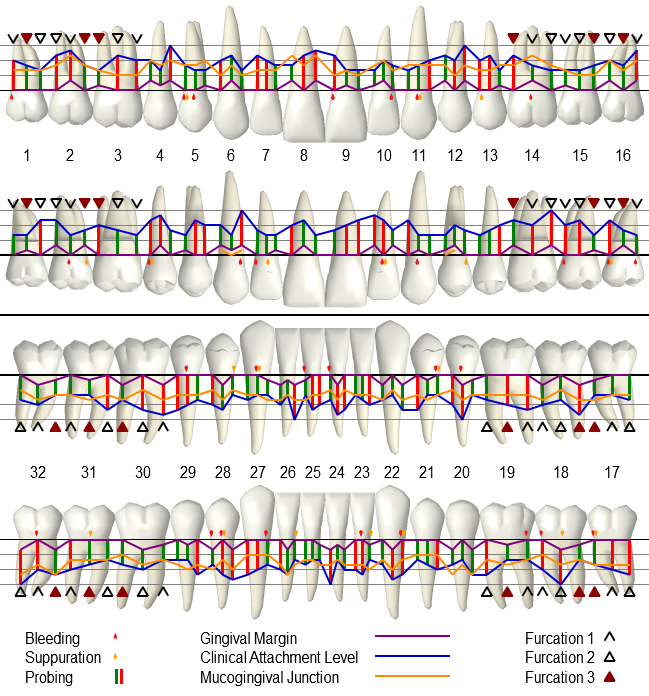 1 2 3 4 5 6 7 8 9 10 11 12 13 14 15 16
32 31 30 29 28 27 26 25 24 23 22 21 20 19 18 17
Bleeding Gingival Margin Furcation 1
Suppuration Clinical Attachment Level Furcation 2
Probing Mucogingival Junction Furcation 3